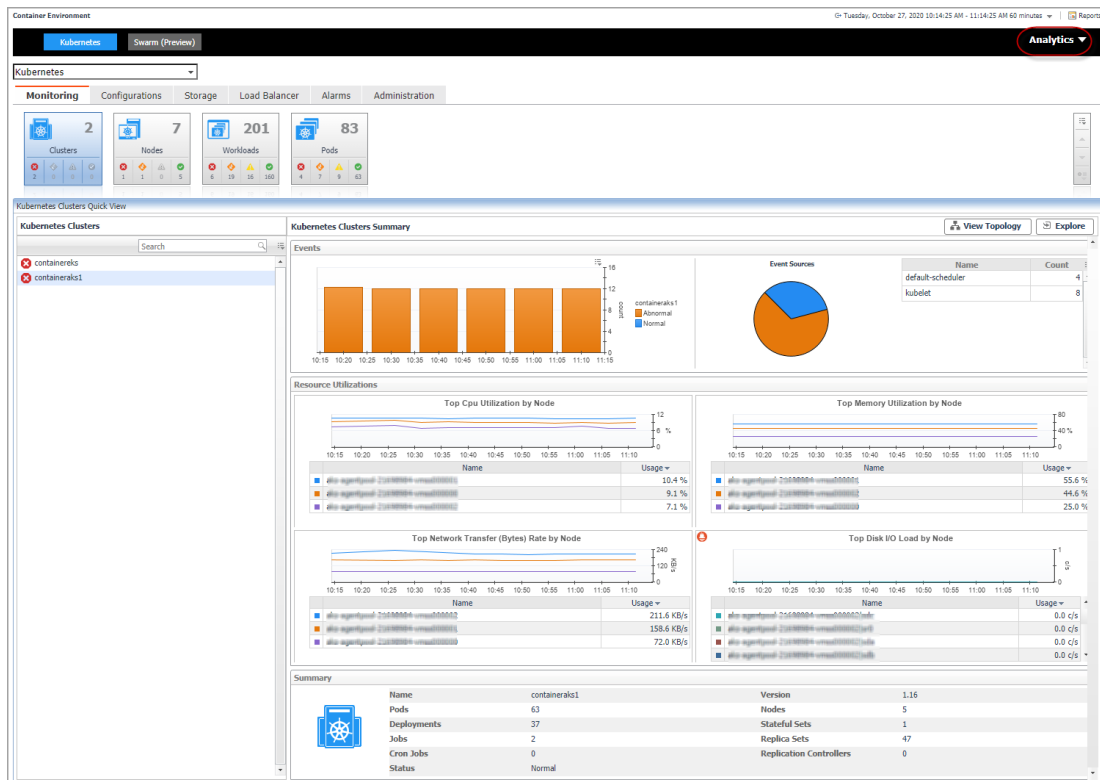 Container Environment
Tuesday, October 27, 2020 10:14:25 AM - 11:14:25 AM 60 minutes | Reports
Kubernetes Swarm (Preview) Analytics
Kubernetes
Monitoring Configurations Storage Load Balancer Alarms Administration
2 7 201 83
Clusters Nodes Workloads Pods
2 0 0 0 1 1 0 5 6 19 16 160 4 7 9 63
Kubernetes Clusters Quick View
Kubernetes Clusters Kubernetes Clusters Summary View Topology Explore
Search
Events
containereks
containeraks1
16
12
8
4
0
count
containeraks1
Abnormal
Normal
10:15 10:20 10:25 10:30 10:35 10:40 10:45 10:50 10:55 11:00 11:05 11:10 11:15
Event Sources
Name Count
default-scheduler 4
kubelet 8
Resource Utilizations
Top Cpu Utilization by Node
12
6 %
0
10:15 10:20 10:25 10:30 10:35 10:40 10:45 10:50 10:55 11:00 11:05 11:10
Name Usage
10.4 %
9.1 %
7.1 %
Top Memory Utilization by Node
80
40 %
0
10:15 10:20 10:25 10:30 10:35 10:40 10:45 10:50 10:55 11:00 11:05 11:10
Name Usage
55.6 %
44.6 %
25.0 %
Top Network Transfer (Bytes) Rate by Node
240
120 KB/s
0
10:15 10:20 10:25 10:30 10:35 10:40 10:45 10:50 10:55 11:00 11:05 11:10
Name Usage
211.6 KB/s
158.6 KB/s
72.0 KB/s
Top Disk I/O Load by Node
1
c/s
0
10:15 10:20 10:25 10:30 10:35 10:40 10:45 10:50 10:55 11:00 11:05 11:10
Name Usage
0.0 c/s
0.0 c/s
0.0 c/s
0.0 c/s
Summary
Name containeraks1 Version 1.16
Pods 63 Nodes 5
Deployments 37 Stateful Sets 1
Jobs 2 Replica Sets 47
Cron Jobs 0 Replication Controllers 0
Status Normal